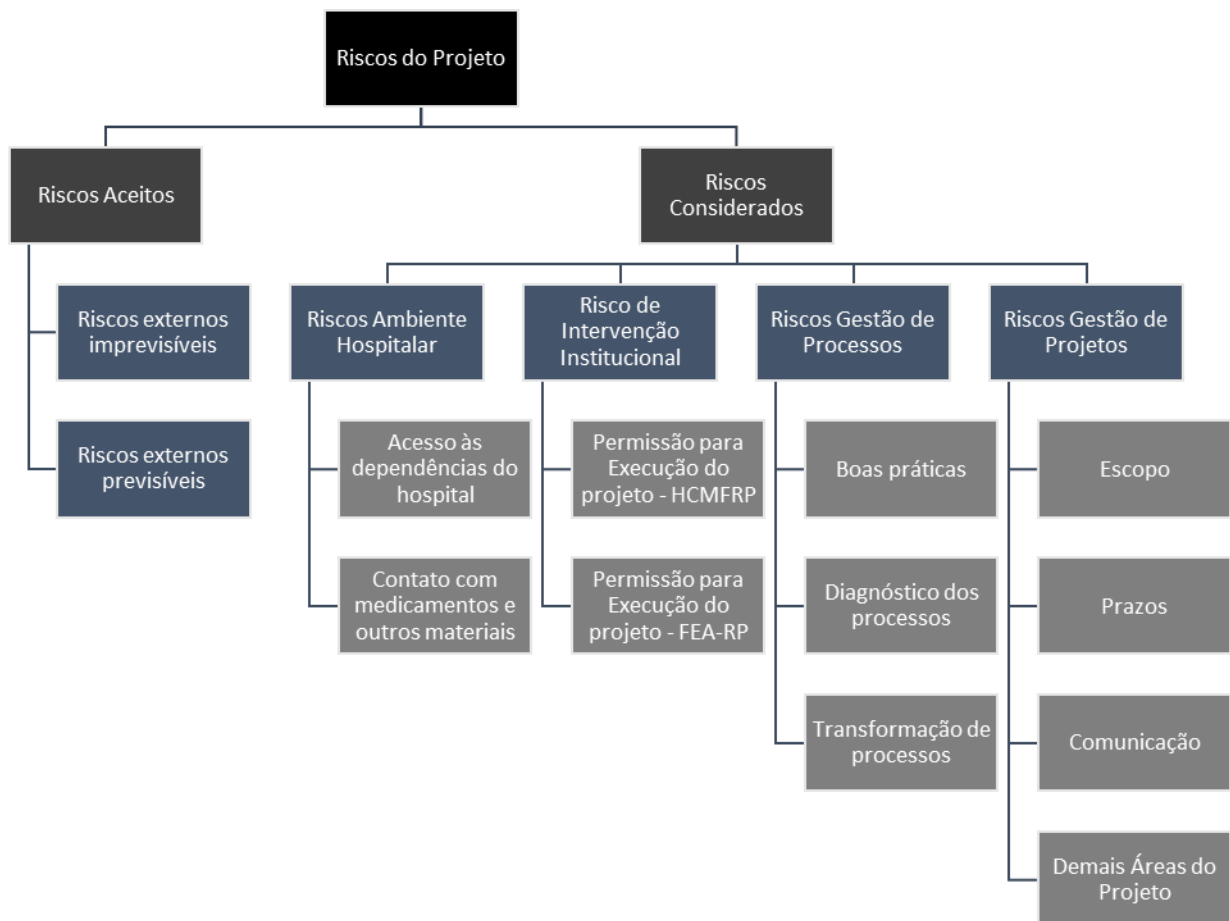 Riscos do Projeto
Riscos Aceitos
Riscos
Considerados
Riscos externos
imprevisíveis
Riscos externos
previsíveis
Riscos Ambiente
Hospitalar
Acesso às
dependências do
hospital
Contato com
medicamentos e
outros materiais
Risco de
Intervenção
Institucional
Permissão para
Execução do
projeto - HCMFRP
Permissão para
Execução do
projeto - FEA-RP
Riscos Gestão de
Processos
Boas práticas
Diagnóstico dos
processos
Transformação de
processos
Riscos Gestão de
Projetos
Escopo
Prazos
Comunicação
Demais Áreas do
Projeto